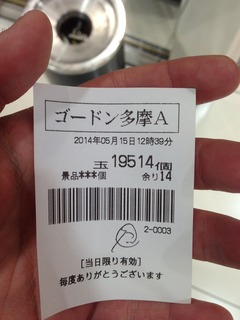 ゴードン多摩A
2014年05月15日12時39分
玉 19514個
景品***個 余り14
2-0003
[当日限り有効]
毎度ありがとうございます